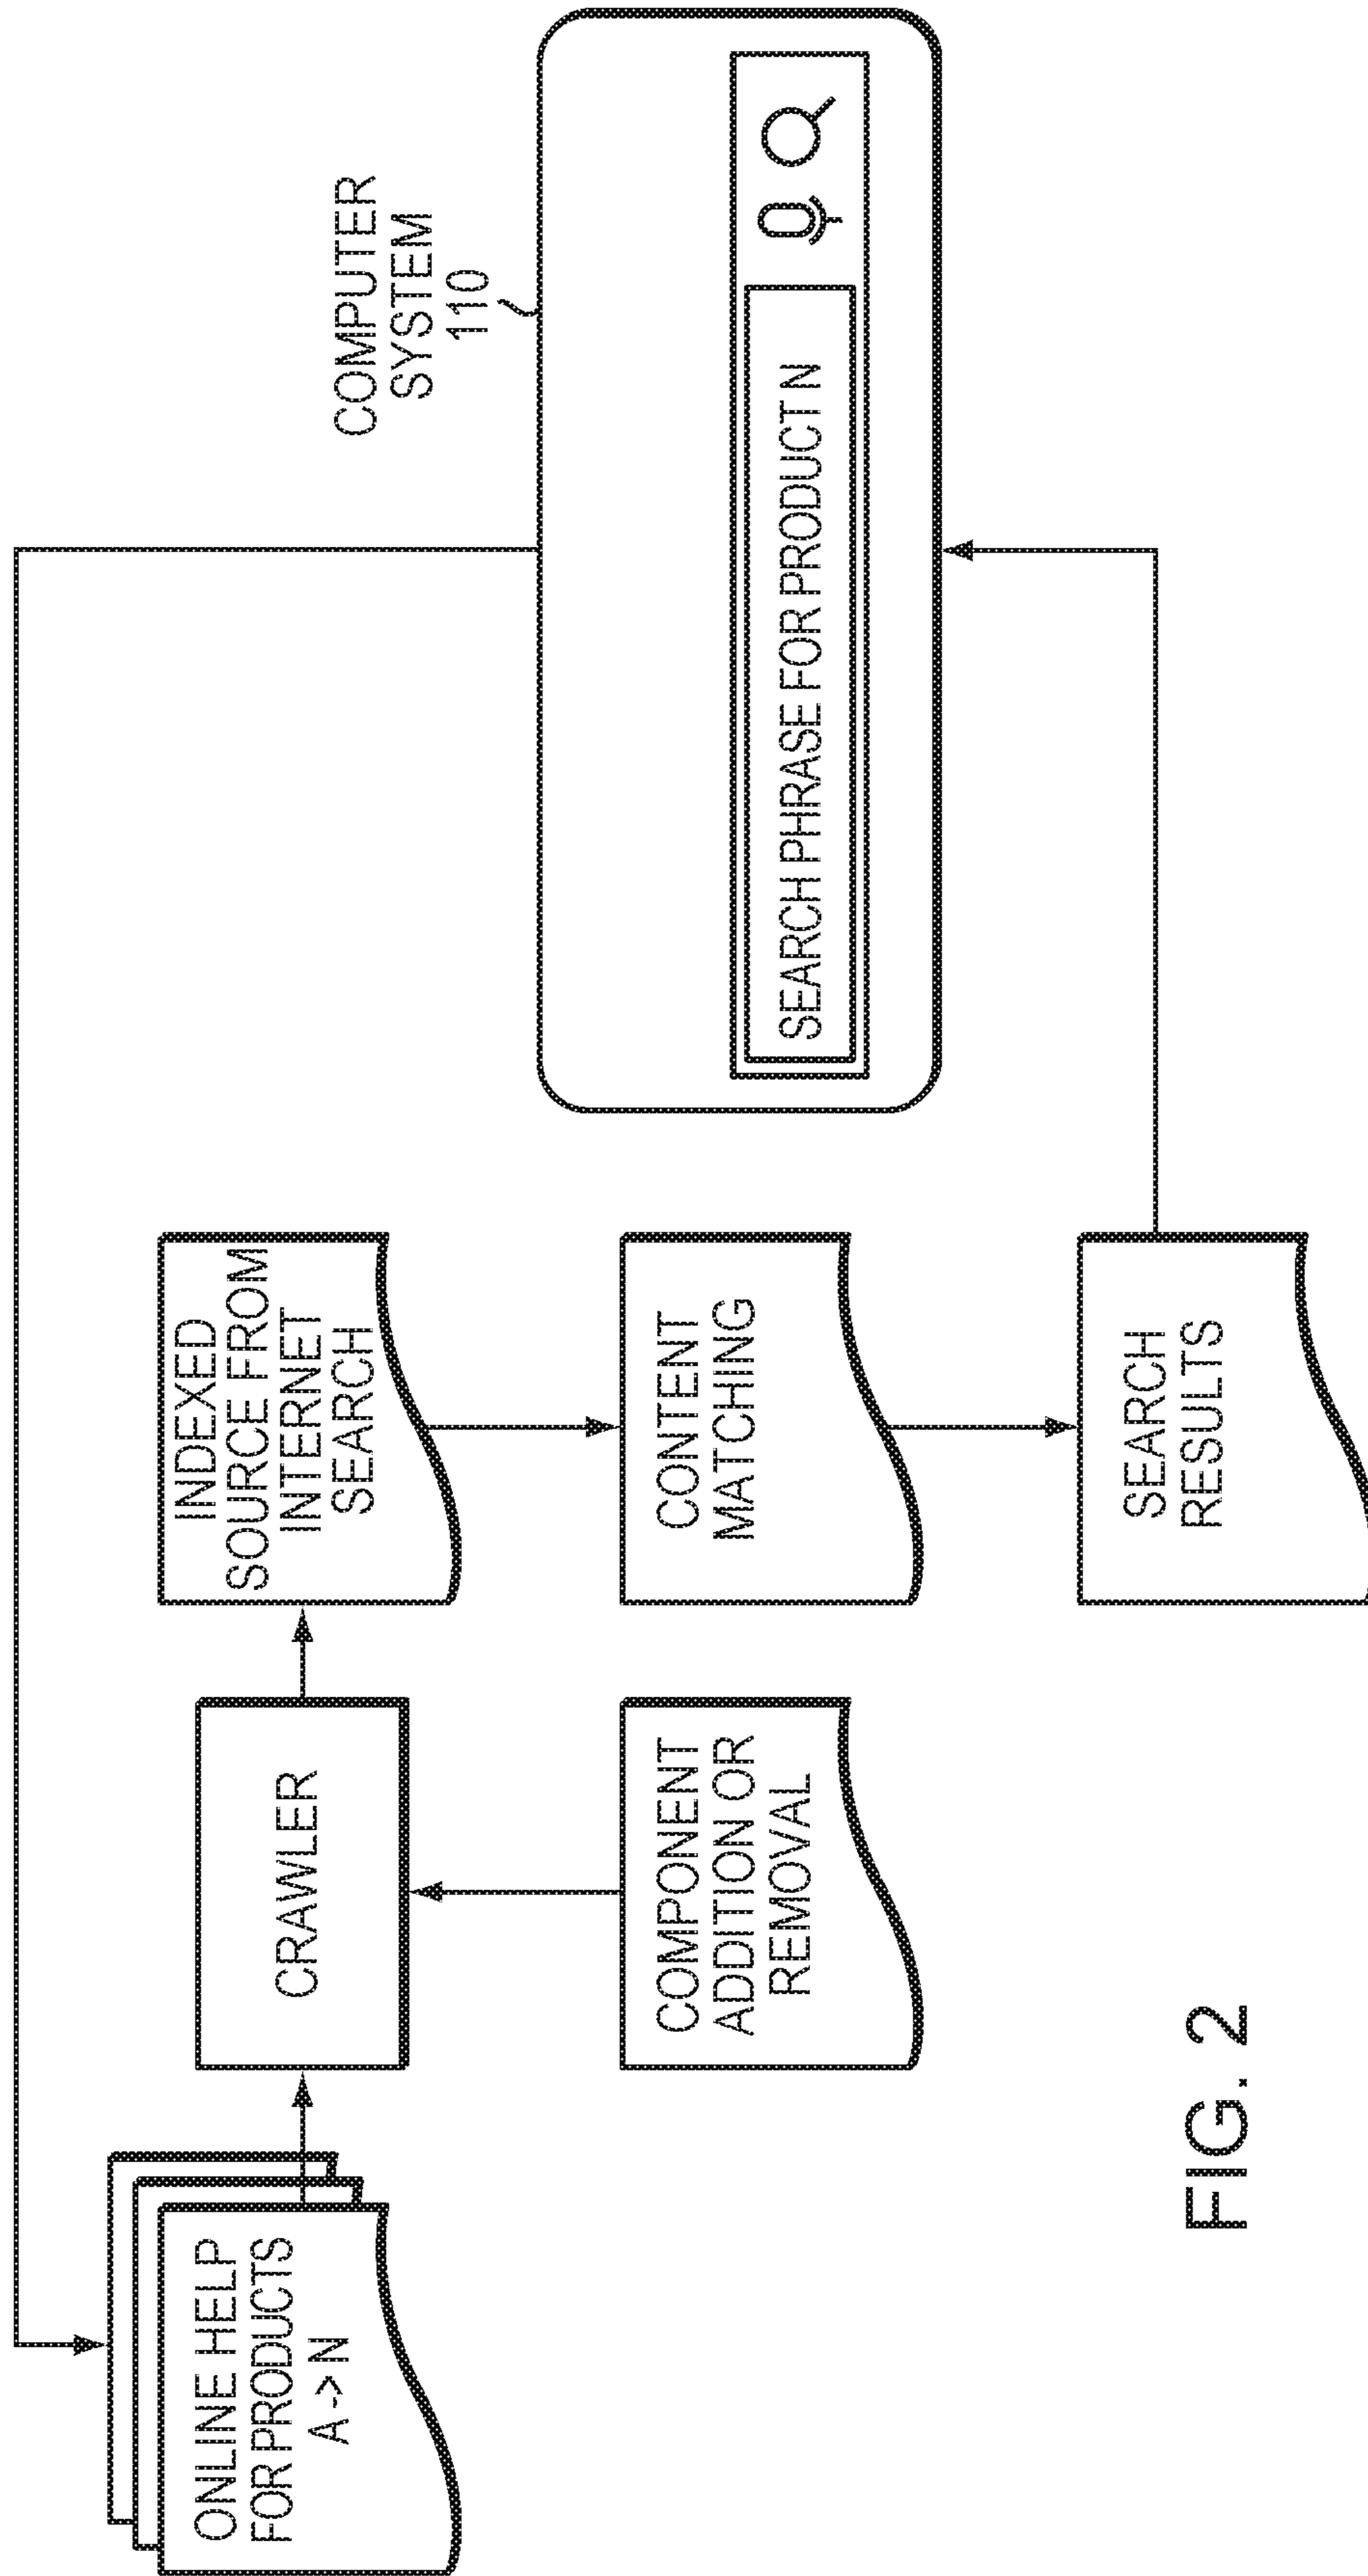 ONLINE HELP
FOR PRODUCTS
A -> N
CRAWLER
INDEXED
SOURCE FROM
INTERNET
SEARCH
COMPONENT
ADDITION OR
REMOVAL
CONTENT
MATCHING
SEARCH
RESULTS
COMPUTER
SYSTEM
110
SEARCH PHRASE FOR PRODUCT N
FIG. 2